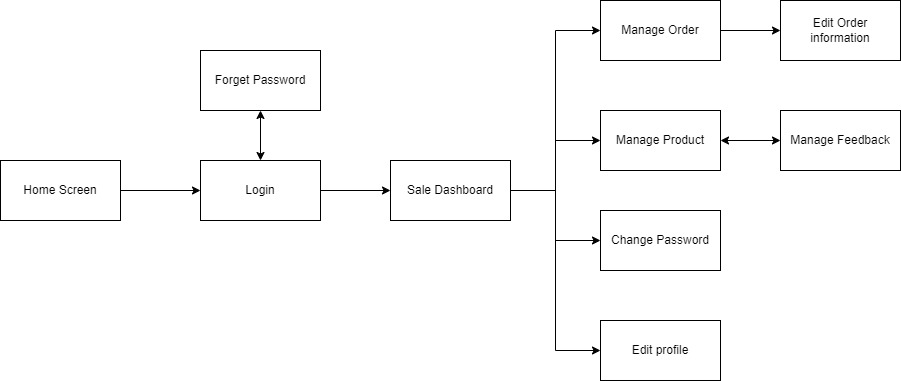 Manage Order
Edit Order
information
Forget Password
Manage Product
Manage Feedback
Home Screen
Login
Sale Dashboard
Change Password
Edit profile